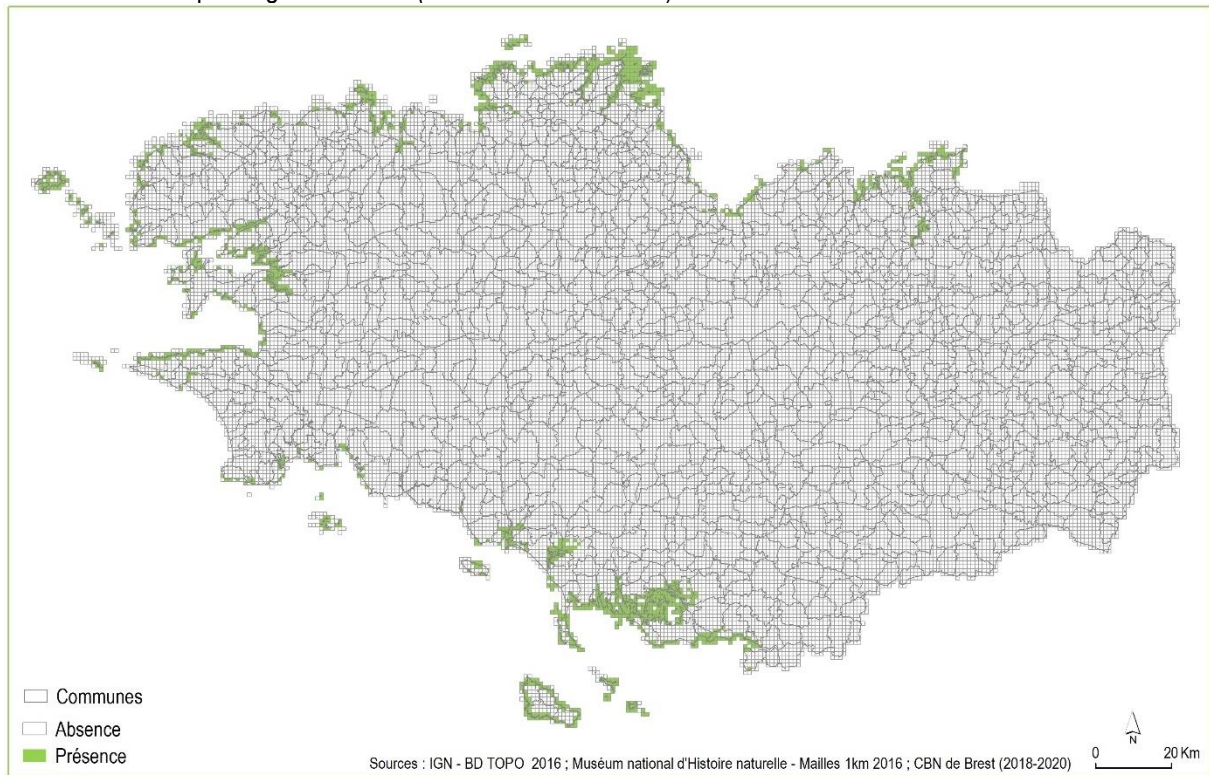 Communes
Absence
Présence
Sources : IGN - BD TOPO 2016 ; Muséum national d'Histoire naturelle - Mailles 1km 2016 ; CBN de Brest (2018-2020)
N
0 20 Km